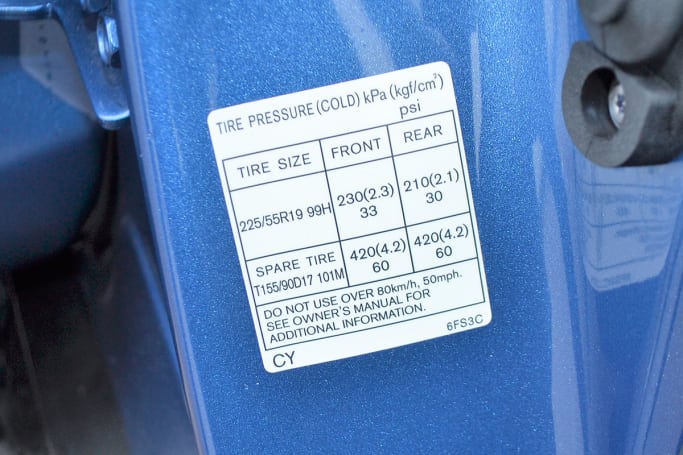 TIRE PRESSURE (COLD) kPa (kgf/cm²)
psi
TIRE SIZE FRONT REAR
225/55R19 99H 230(2.3) 210(2.1)
33 30
SPARE TIRE 420(4.2) 420(4.2)
T155/90D17 101M 60 60
DO NOT USE OVER 80km/h, 50mph.
SEE OWNER'S MANUAL FOR
ADDITIONAL INFORMATION.
CY 6FS3C